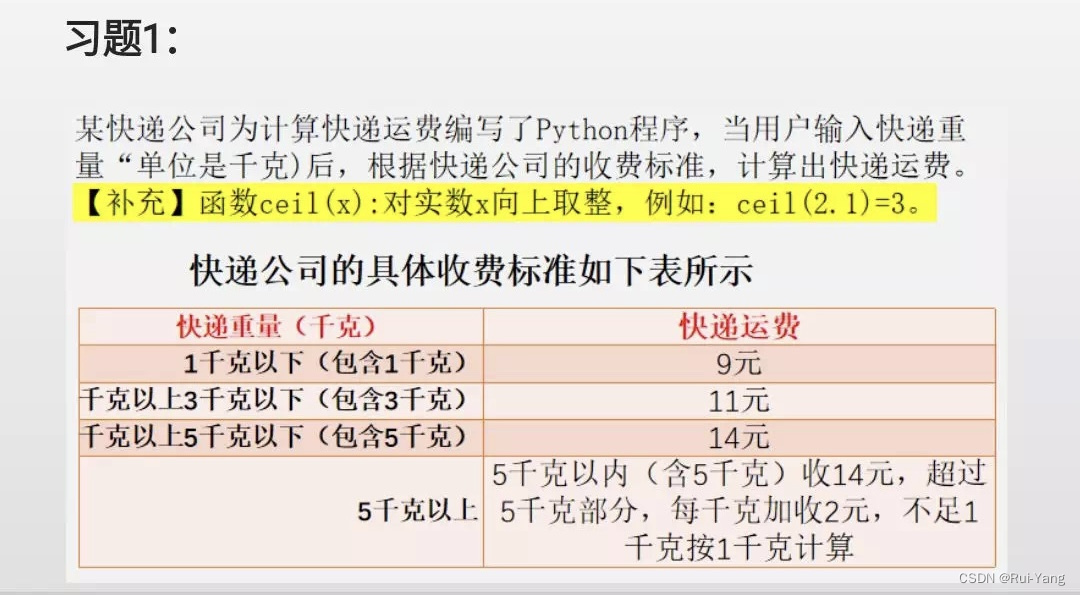 习题1：
某快递公司为计算快递运费编写了Python程序，当用户输入快递重
量“单位是千克)后，根据快递公司的收费标准，计算出快递运费。
【补充】函数ceil(x):对实数x向上取整，例如：ceil(2.1)=3。
快递公司的具体收费标准如下表所示
快递重量（千克）
快递运费
1千克以下（包含1千克）
9元
千克以上3千克以下（包含3千克）
11元
千克以上5千克以下（包含5千克）
14元
5千克以上
5千克以内（含5千克）收14元，超过
5千克部分，每千克加收2元，不足1
千克按1千克计算
CSDN @Rui-Yang